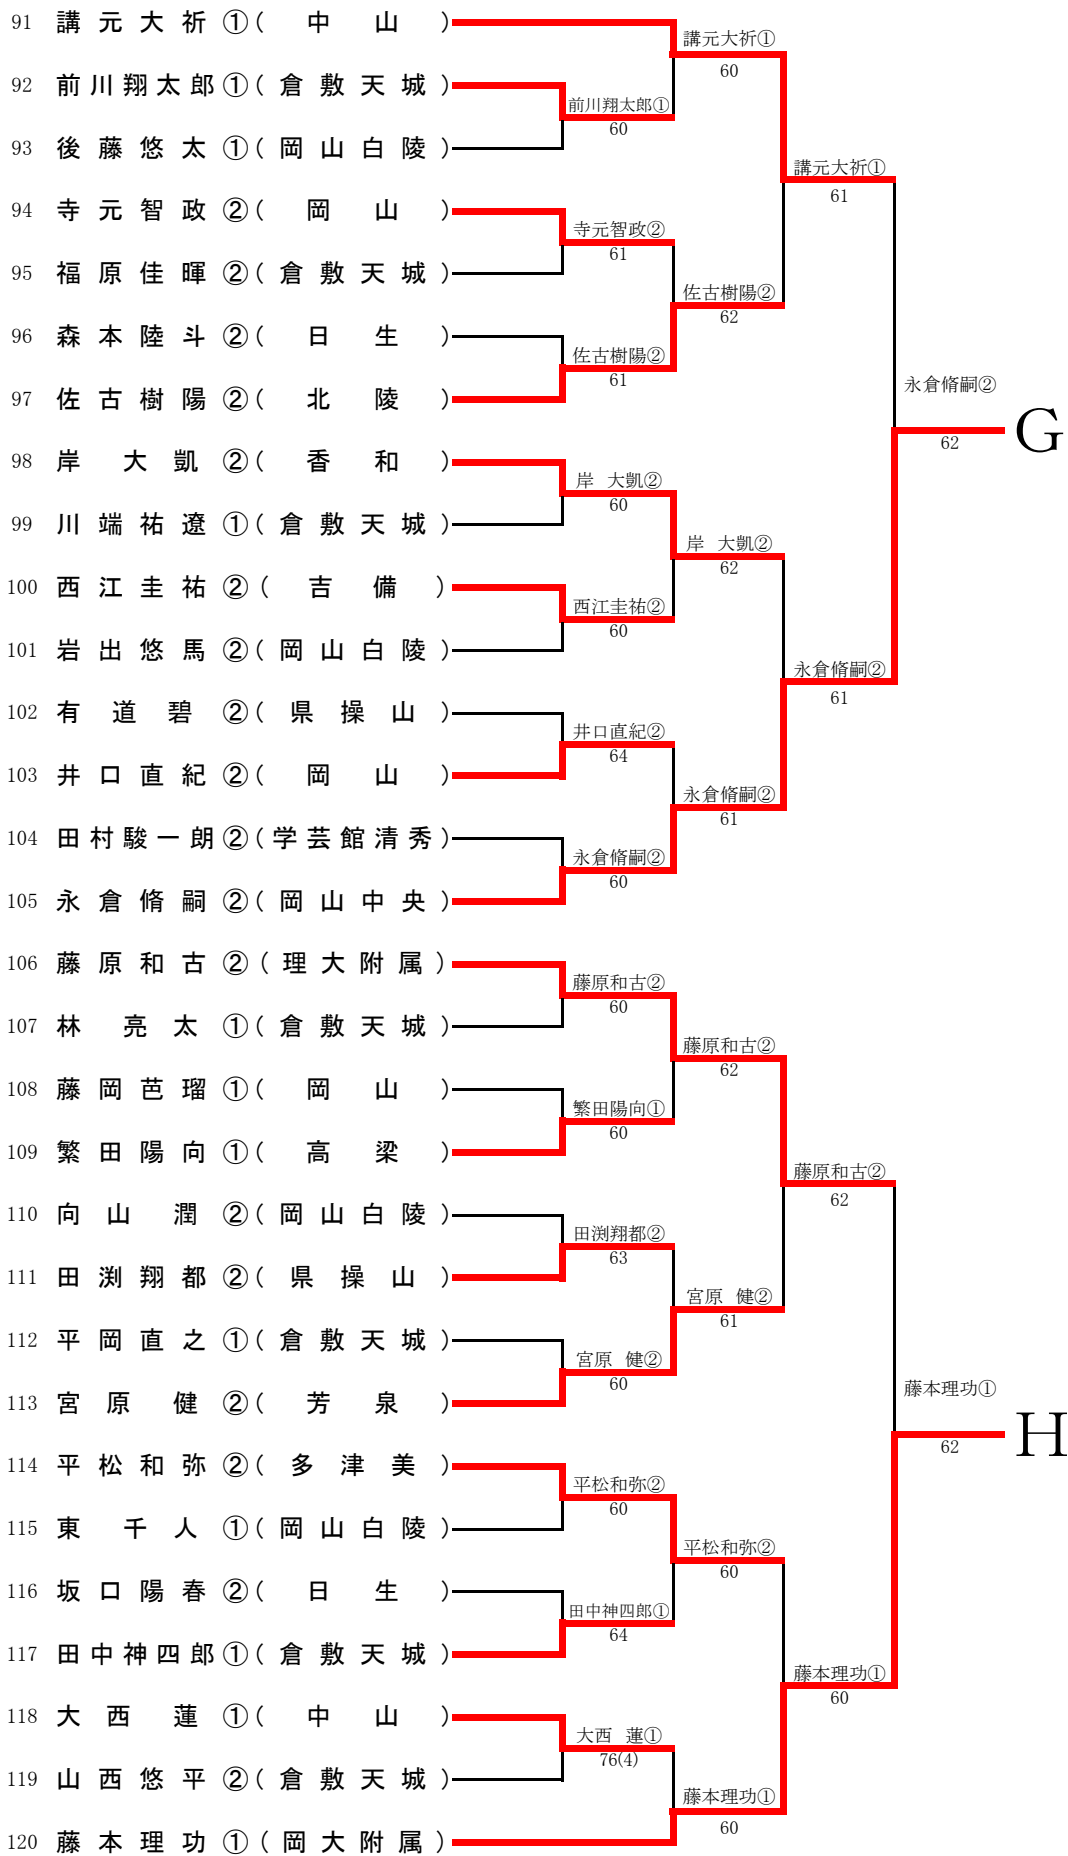 91 講元大祈①(中山)
講元大祈①
60
92 前川翔太郎①(倉敷天城)
前川翔太郎①
60
93 後藤悠太①(岡山白陵)
講元大祈①
61
94 寺元智政②(岡山)
寺元智政②
61
95 福原佳暉②(倉敷天城)
佐古樹陽②
62
96 森本陸斗②(日生)
佐古樹陽②
61
97 佐古樹陽②(北陵)
永倉脩嗣②
62
G
98 岸大凱②(香和)
岸 大凱②
60
99 川端祐遼①(倉敷天城)
岸 大凱②
62
100 西江圭祐②(吉備)
西江圭祐②
60
101 岩出悠馬②(岡山白陵)
永倉脩嗣②
61
102 有道碧②(県操山)
井口直紀②
64
103 井口直紀②(岡山)
永倉脩嗣②
61
104 田村駿一朗②(学芸館清秀)
永倉脩嗣②
60
105 永倉脩嗣②(岡山中央)
106 藤原和古②(理大附属)
藤原和古②
60
107 林亮太①(倉敷天城)
藤原和古②
62
108 藤岡芭瑠①(岡山)
繁田陽向①
60
109 繁田陽向①(高梁)
藤原和古②
62
110 向山潤②(岡山白陵)
田渕翔都②
63
111 田渕翔都②(県操山)
宮原 健②
61
112 平岡直之①(倉敷天城)
宮原 健②
60
113 宮原健②(芳泉)
藤本理功①
62
H
114 平松和弥②(多津美)
平松和弥②
60
115 東千人①(岡山白陵)
平松和弥②
60
116 坂口陽春②(日生)
田中神四郎①
64
117 田中神四郎①(倉敷天城)
藤本理功①
60
118 大西蓮①(中山)
大西 蓮①
76(4)
119 山西悠平②(倉敷天城)
藤本理功①
60
120 藤本理功①(岡大附属)